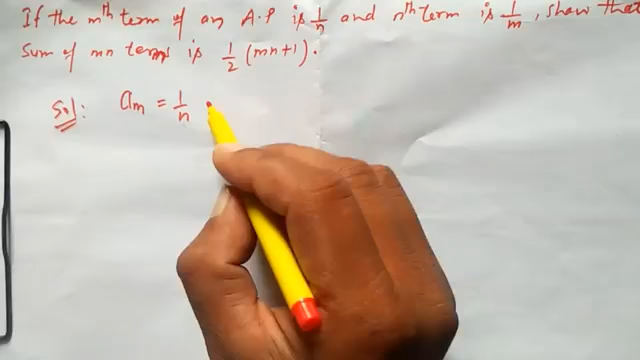 If the mth term of an A.P is 1/n and nth term is 1/m, show that
Sum of mn terms is 1/2 (mn+1).
Sol: am = 1/n